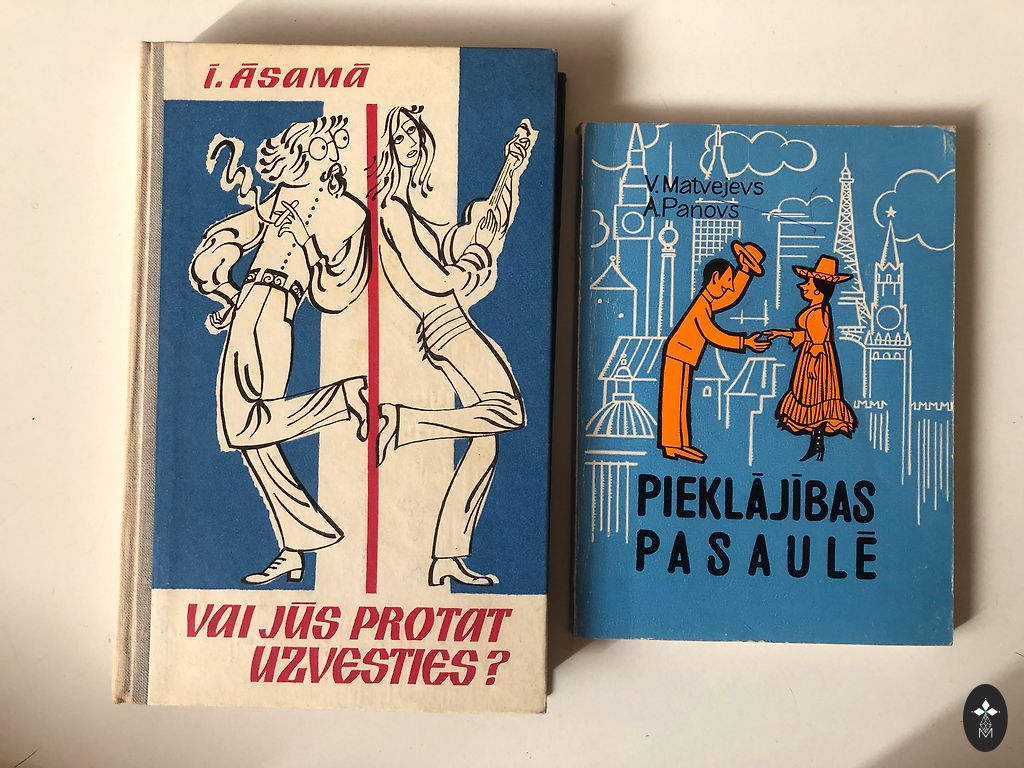 Ī. ĀSAMĀ
VAI JŪS PROTAT
UZVESTIES?
V. Matvejevs
A. Panovs
PIEKLĀJĪBAS
PASAULĒ
M